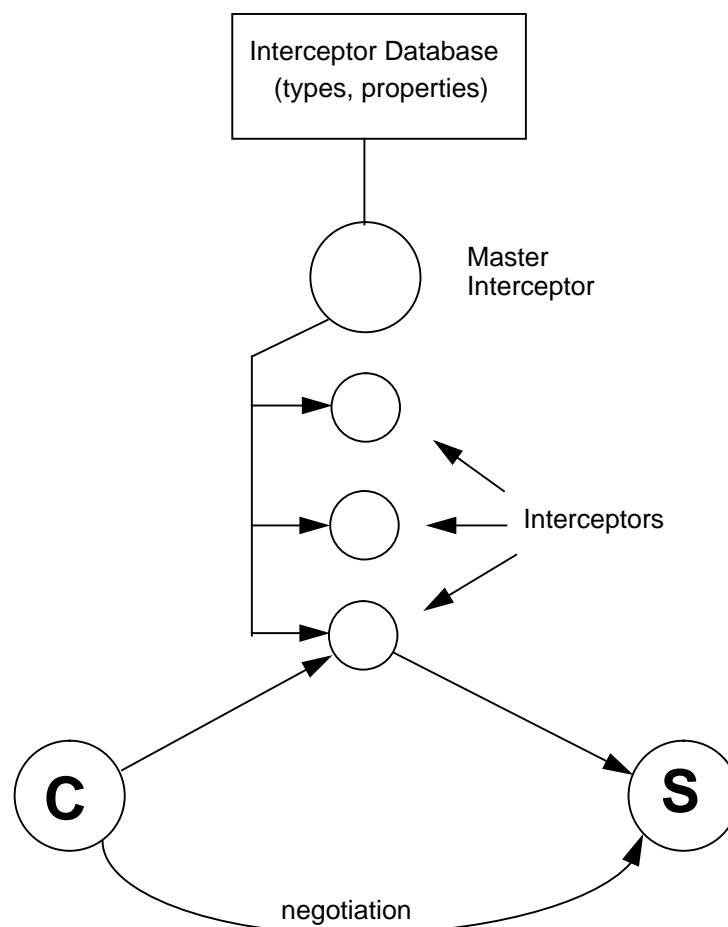 Interceptor Database
(types, properties)
Master
Interceptor
Interceptors
C
S
negotiation